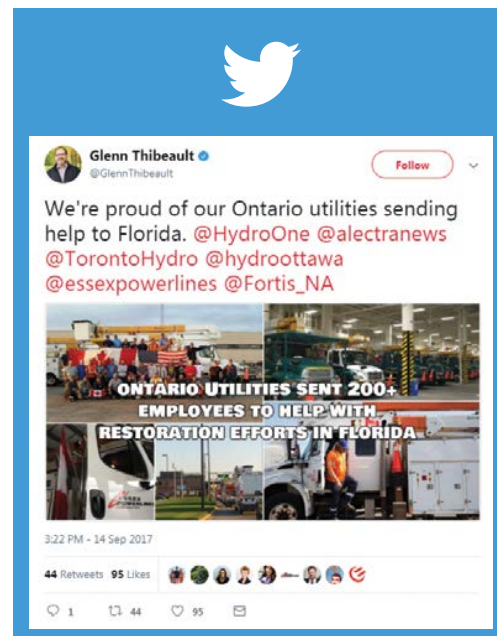 Glenn Thibeault
@GlennThibeault
Follow
We're proud of our Ontario utilities sending
help to Florida. @HydroOne @alectranews
@TorontoHydro @hydroottawa
@essexpowerlines @Fortis_NA
ONTARIO UTILITIES SENT 200+
EMPLOYEES TO HELP WITH
RESTORATION EFFORTS IN FLORIDA
3:22 PM - 14 Sep 2017
44 Retweets 95 Likes
1 44 95